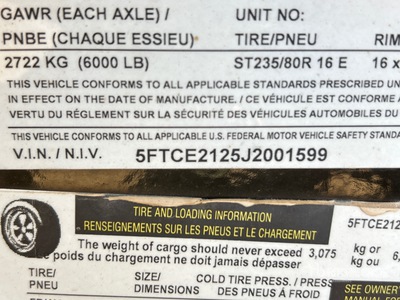 GAWR (EACH AXLE) / UNIT NO:
PNBE (CHAQUE ESSIEU) TIRE/PNEU RIM
2722 KG (6000 LB) ST235/80R 16 E 16 x
THIS VEHICLE CONFORMS TO ALL APPLICABLE STANDARDS PRESCRIBED UN
IN EFFECT ON THE DATE OF MANUFACTURE. / CE VÉHICULE EST CONFORME
VERTU DU RÉGLEMENT SUR LA SÉCURITÉ DES VÉHICULES AUTOMOBILES DU
THIS VEHICLE CONFORMS TO ALL APPLICABLE U.S. FEDERAL MOTOR VEHICLE SAFETY STANDA
V.I.N. / N.I.V. 5FTCE2125J2001599
TIRE AND LOADING INFORMATION
RENSEIGNEMENTS SUR LES PNEUS ET LE CHARGEMENT
5FTCE212
The weight of cargo should never exceed 3,075 kg or
Le poids du chargement ne doit jamais dépasser kg ou
TIRE/ SIZE/ COLD TIRE PRESS./ PRESS
PNEU DIMENSIONS DES PNEUS À FROID
SEE OWNER'
MANUAL FO